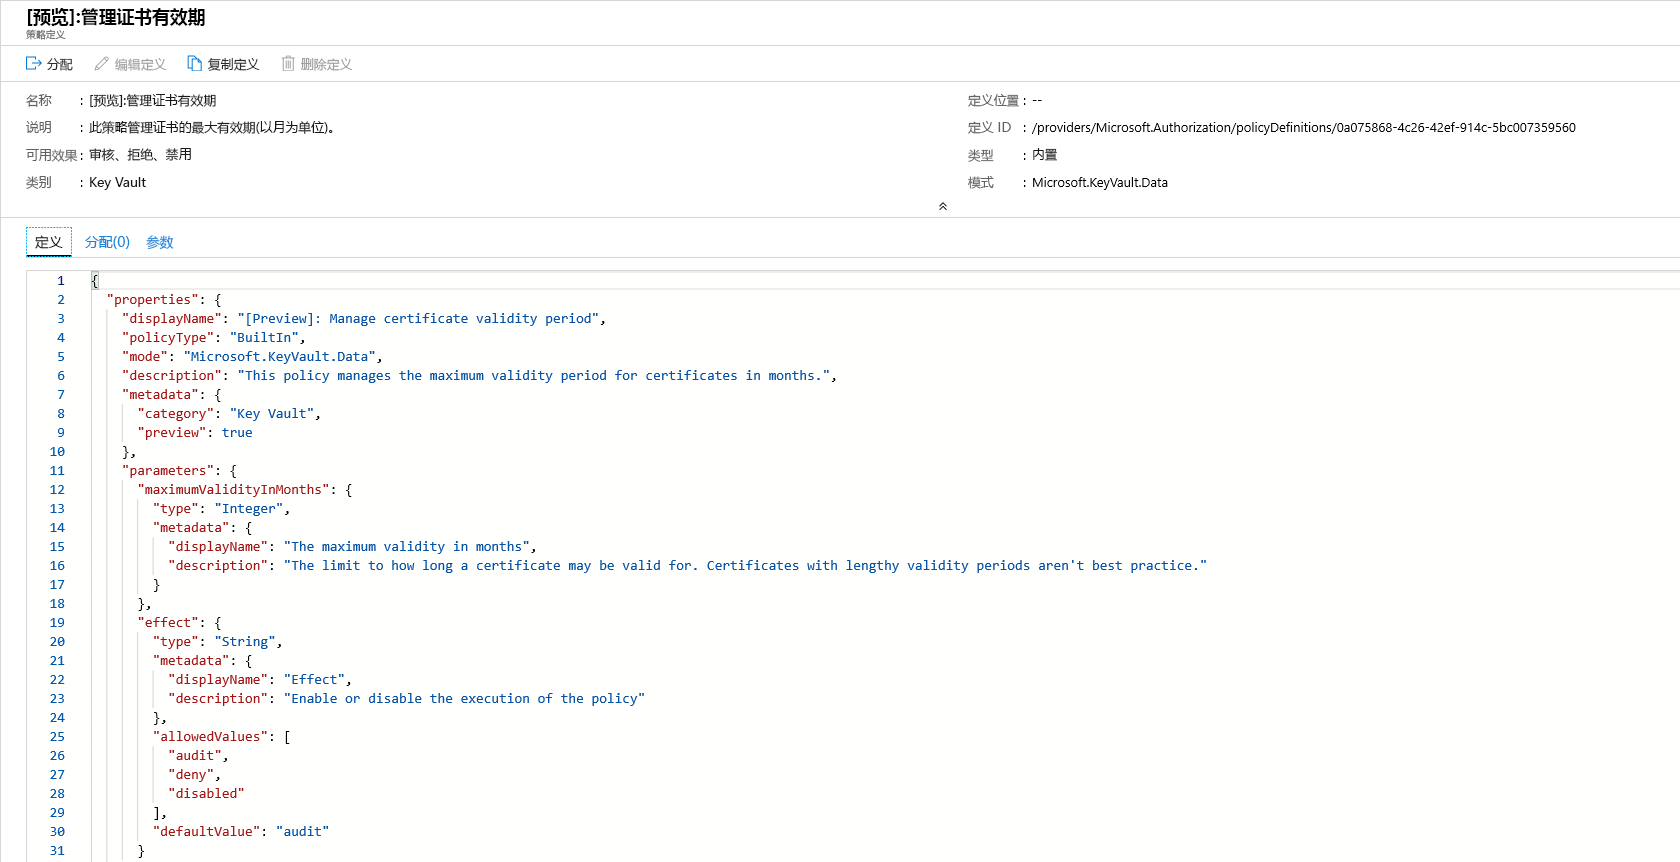 [预览]:管理证书有效期
策略定义
分配 编辑定义 复制定义 删除定义
名称 : [预览]:管理证书有效期
说明 : 此策略管理证书的最大有效期(以月为单位)。
可用效果 : 审核、拒绝、禁用
类别 : Key Vault
定义位置 : --
定义 ID : /providers/Microsoft.Authorization/policyDefinitions/0a075868-4c26-42ef-914c-5bc007359560
类型 : 内置
模式 : Microsoft.KeyVault.Data
定义 分配(0) 参数
1 {
2 "properties": {
3 "displayName": "[Preview]: Manage certificate validity period",
4 "policyType": "BuiltIn",
5 "mode": "Microsoft.KeyVault.Data",
6 "description": "This policy manages the maximum validity period for certificates in months.",
7 "metadata": {
8 "category": "Key Vault",
9 "preview": true
10 },
11 "parameters": {
12 "maximumValidityInMonths": {
13 "type": "Integer",
14 "metadata": {
15 "displayName": "The maximum validity in months",
16 "description": "The limit to how long a certificate may be valid for. Certificates with lengthy validity periods aren't best practice."
17 }
18 },
19 "effect": {
20 "type": "String",
21 "metadata": {
22 "displayName": "Effect",
23 "description": "Enable or disable the execution of the policy"
24 },
25 "allowedValues": [
26 "audit",
27 "deny",
28 "disabled"
29 ],
30 "defaultValue": "audit"
31 }